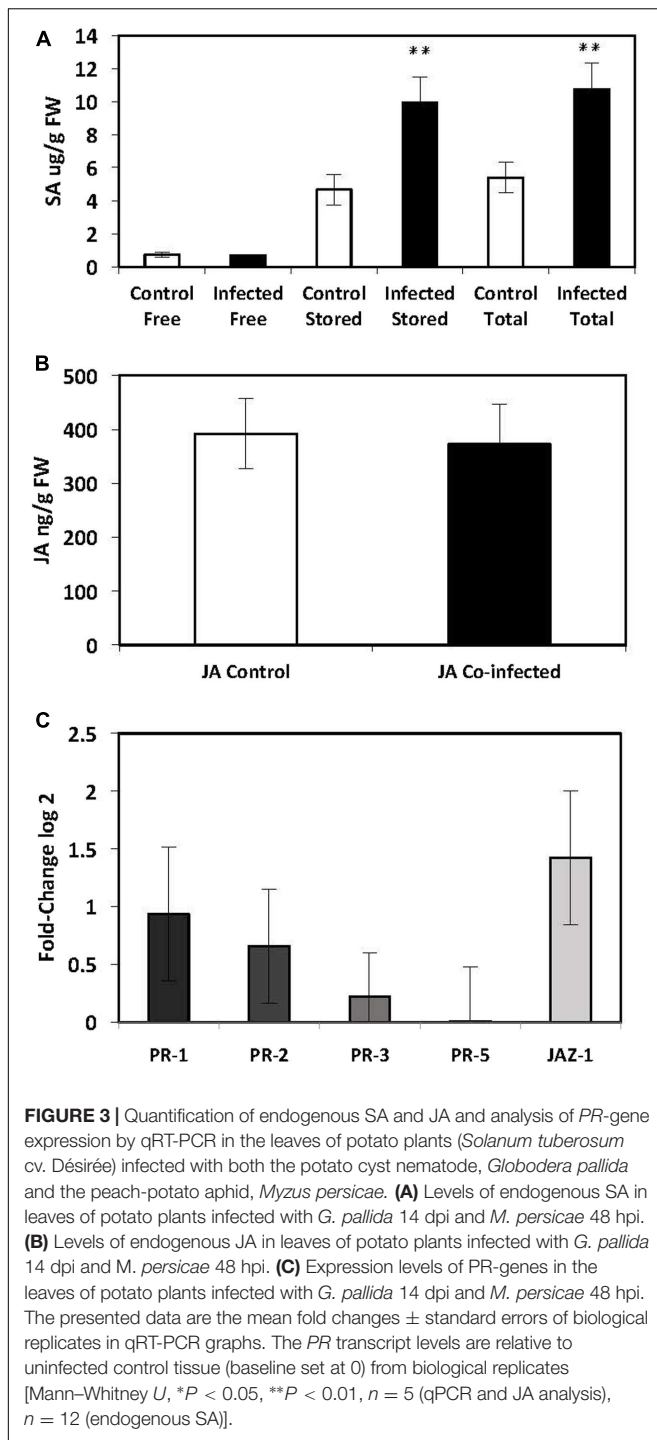 A
14
12
10
8
6
4
2
0
SA ug/g FW
**
**
Control Free
Infected Free
Control Stored
Infected Stored
Control Total
Infected Total
B
500
400
300
200
100
0
JA ng/g FW
JA Control
JA Co-infected
C
2.5
2
1.5
1
0.5
0
Fold-Change log 2
PR-1
PR-2
PR-3
PR-5
JAZ-1
FIGURE 3 | Quantification of endogenous SA and JA and analysis of PR-gene
expression by qRT-PCR in the leaves of potato plants (Solanum tuberosum
cv. Désirée) infected with both the potato cyst nematode, Globodera pallida
and the peach-potato aphid, Myzus persicae. (A) Levels of endogenous SA in
leaves of potato plants infected with G. pallida 14 dpi and M. persicae 48 hpi.
(B) Levels of endogenous JA in leaves of potato plants infected with G. pallida
14 dpi and M. persicae 48 hpi. (C) Expression levels of PR-genes in the
leaves of potato plants infected with G. pallida 14 dpi and M. persicae 48 hpi.
The presented data are the mean fold changes ± standard errors of biological
replicates in qRT-PCR graphs. The PR transcript levels are relative to
uninfected control tissue (baseline set at 0) from biological replicates
[Mann–Whitney U, *P < 0.05, **P < 0.01, n = 5 (qPCR and JA analysis),
n = 12 (endogenous SA)].